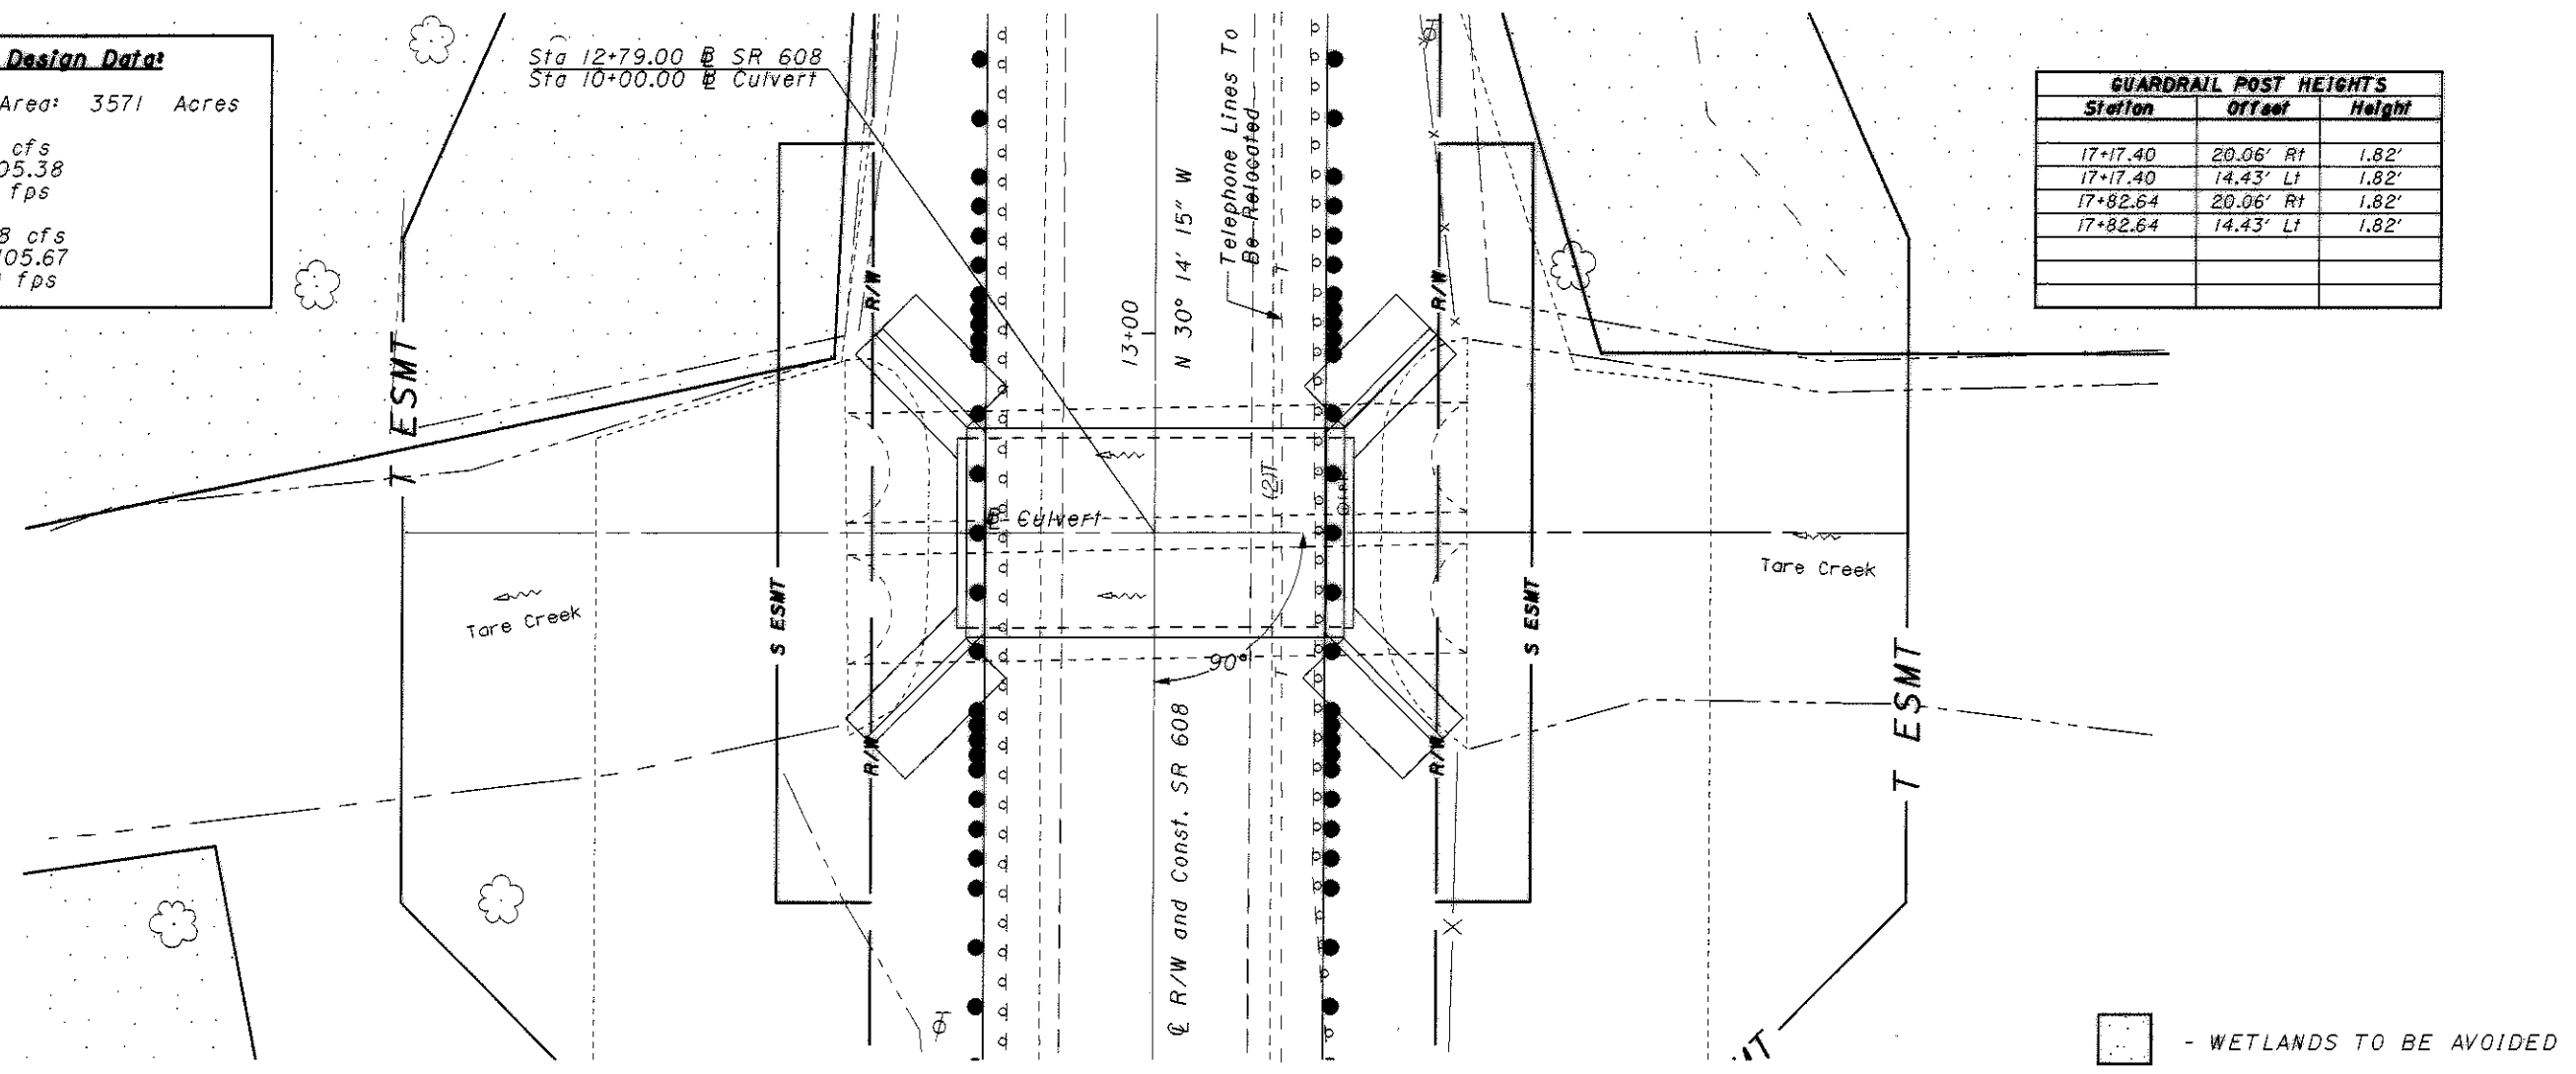 Design Data:
Area: 3571 Acres
cfs
05.38
fps
8 cfs
105.67
fps
Sta 12+79.00 ℄ SR 608
Sta 10+00.00 ℄ Culvert
GUARDRAIL POST HEIGHTS
Station Offset Height
17+17.40 20.06' Rt 1.82'
17+17.40 14.43' Lt 1.82'
17+82.64 20.06' Rt 1.82'
17+82.64 14.43' Lt 1.82'
Telephone Lines To
Be Relocated
13+00
N 30° 14' 15" W
R/W
R/W
T ESMT
℄ Culvert
(2)T
T
T
S ESMT
S ESMT
Tare Creek
Tare Creek
90°
R/W
R/W
T ESMT
℄ R/W and Const. SR 608
MT
- WETLANDS TO BE AVOIDED